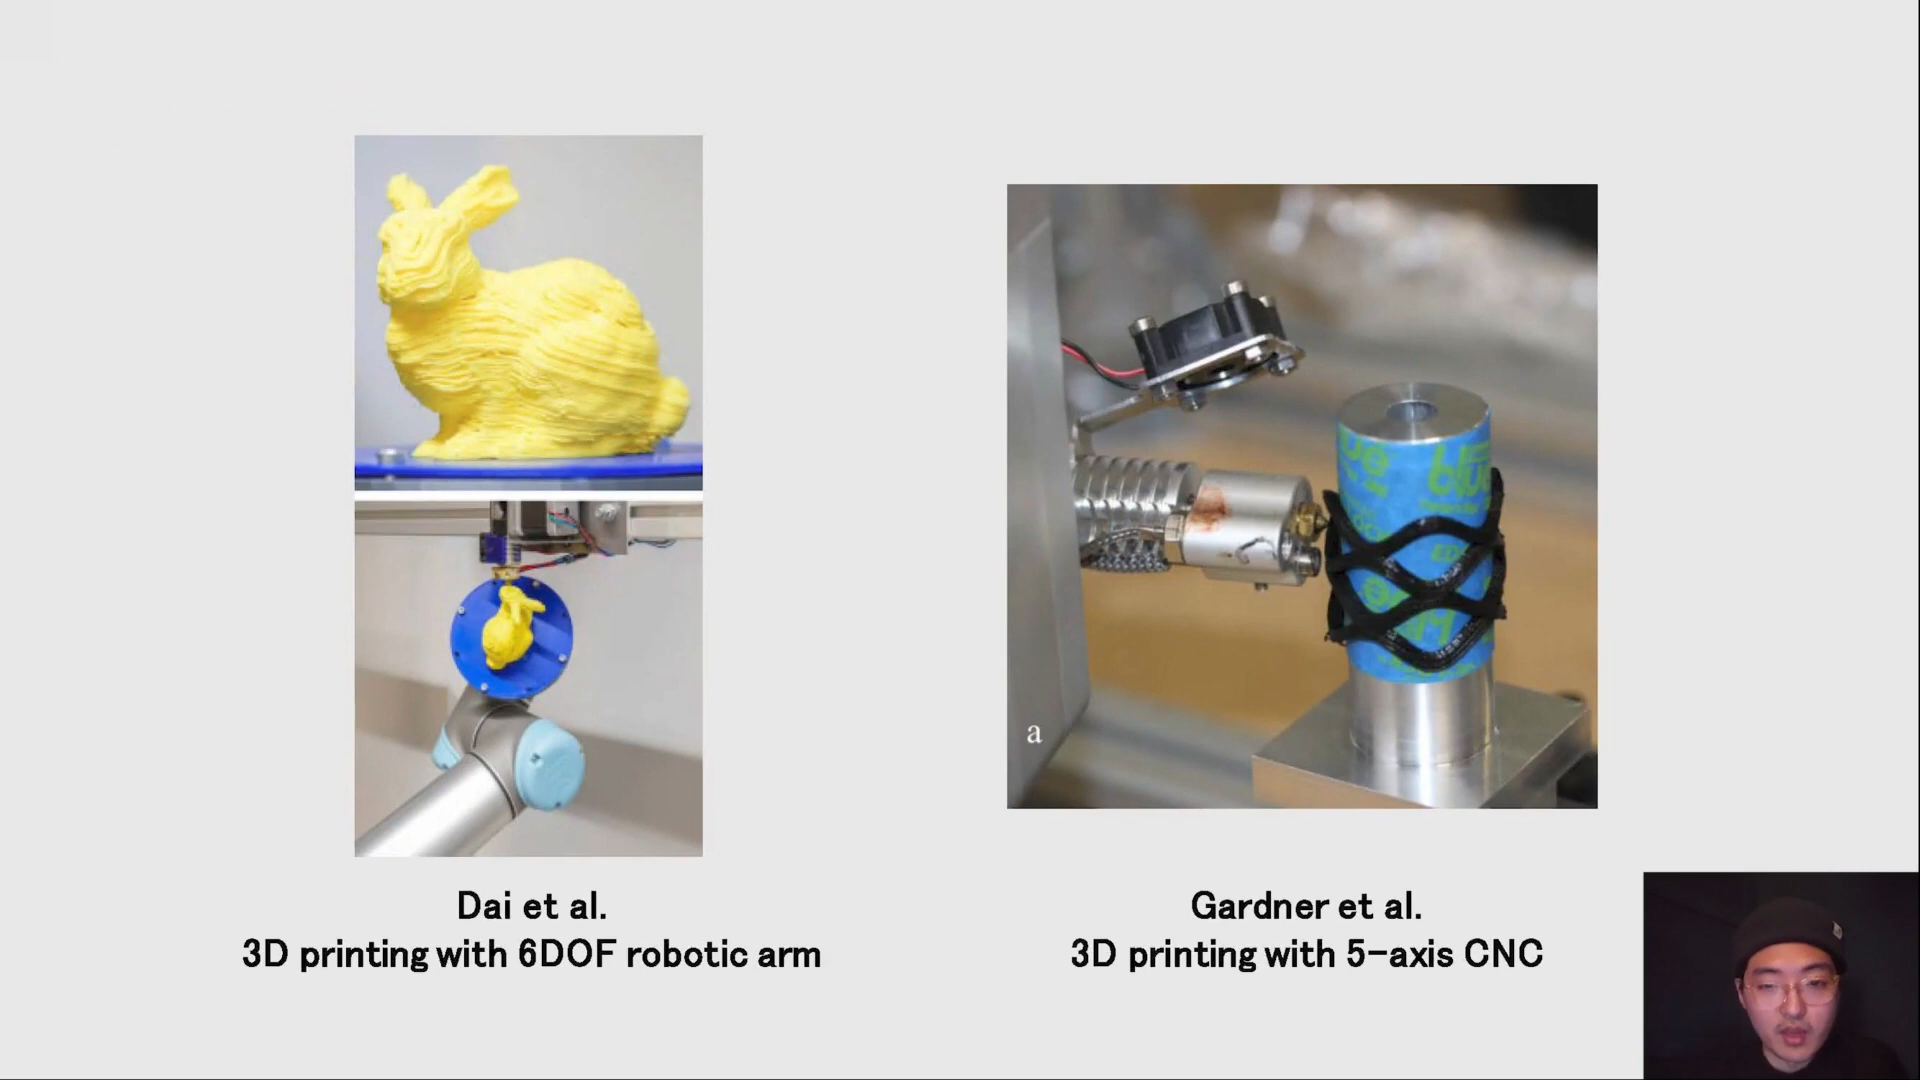 Dai et al.
3D printing with 6DOF robotic arm
a
Gardner et al.
3D printing with 5-axis CNC